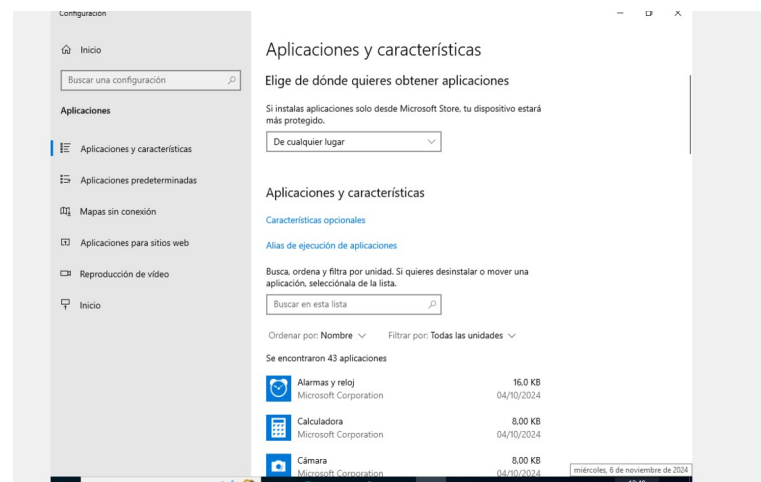 Configuración
Inicio
Buscar una configuración
Aplicaciones
Aplicaciones y características
Aplicaciones predeterminadas
Mapas sin conexión
Aplicaciones para sitios web
Reproducción de vídeo
Inicio
Aplicaciones y características
Elige de dónde quieres obtener aplicaciones
Si instalas aplicaciones solo desde Microsoft Store, tu dispositivo estará
más protegido.
De cualquier lugar
Aplicaciones y características
Características opcionales
Alias de ejecución de aplicaciones
Busca, ordena y filtra por unidad. Si quieres desinstalar o mover una
aplicación, selecciónala de la lista.
Buscar en esta lista
Ordenar por: Nombre Filtrar por: Todas las unidades
Se encontraron 43 aplicaciones
Alarmas y reloj 16,0 KB
Microsoft Corporation 04/10/2024
Calculadora 8,00 KB
Microsoft Corporation 04/10/2024
Cámara 8,00 KB
Microsoft Corporation 04/10/2024
miércoles, 6 de noviembre de 2024